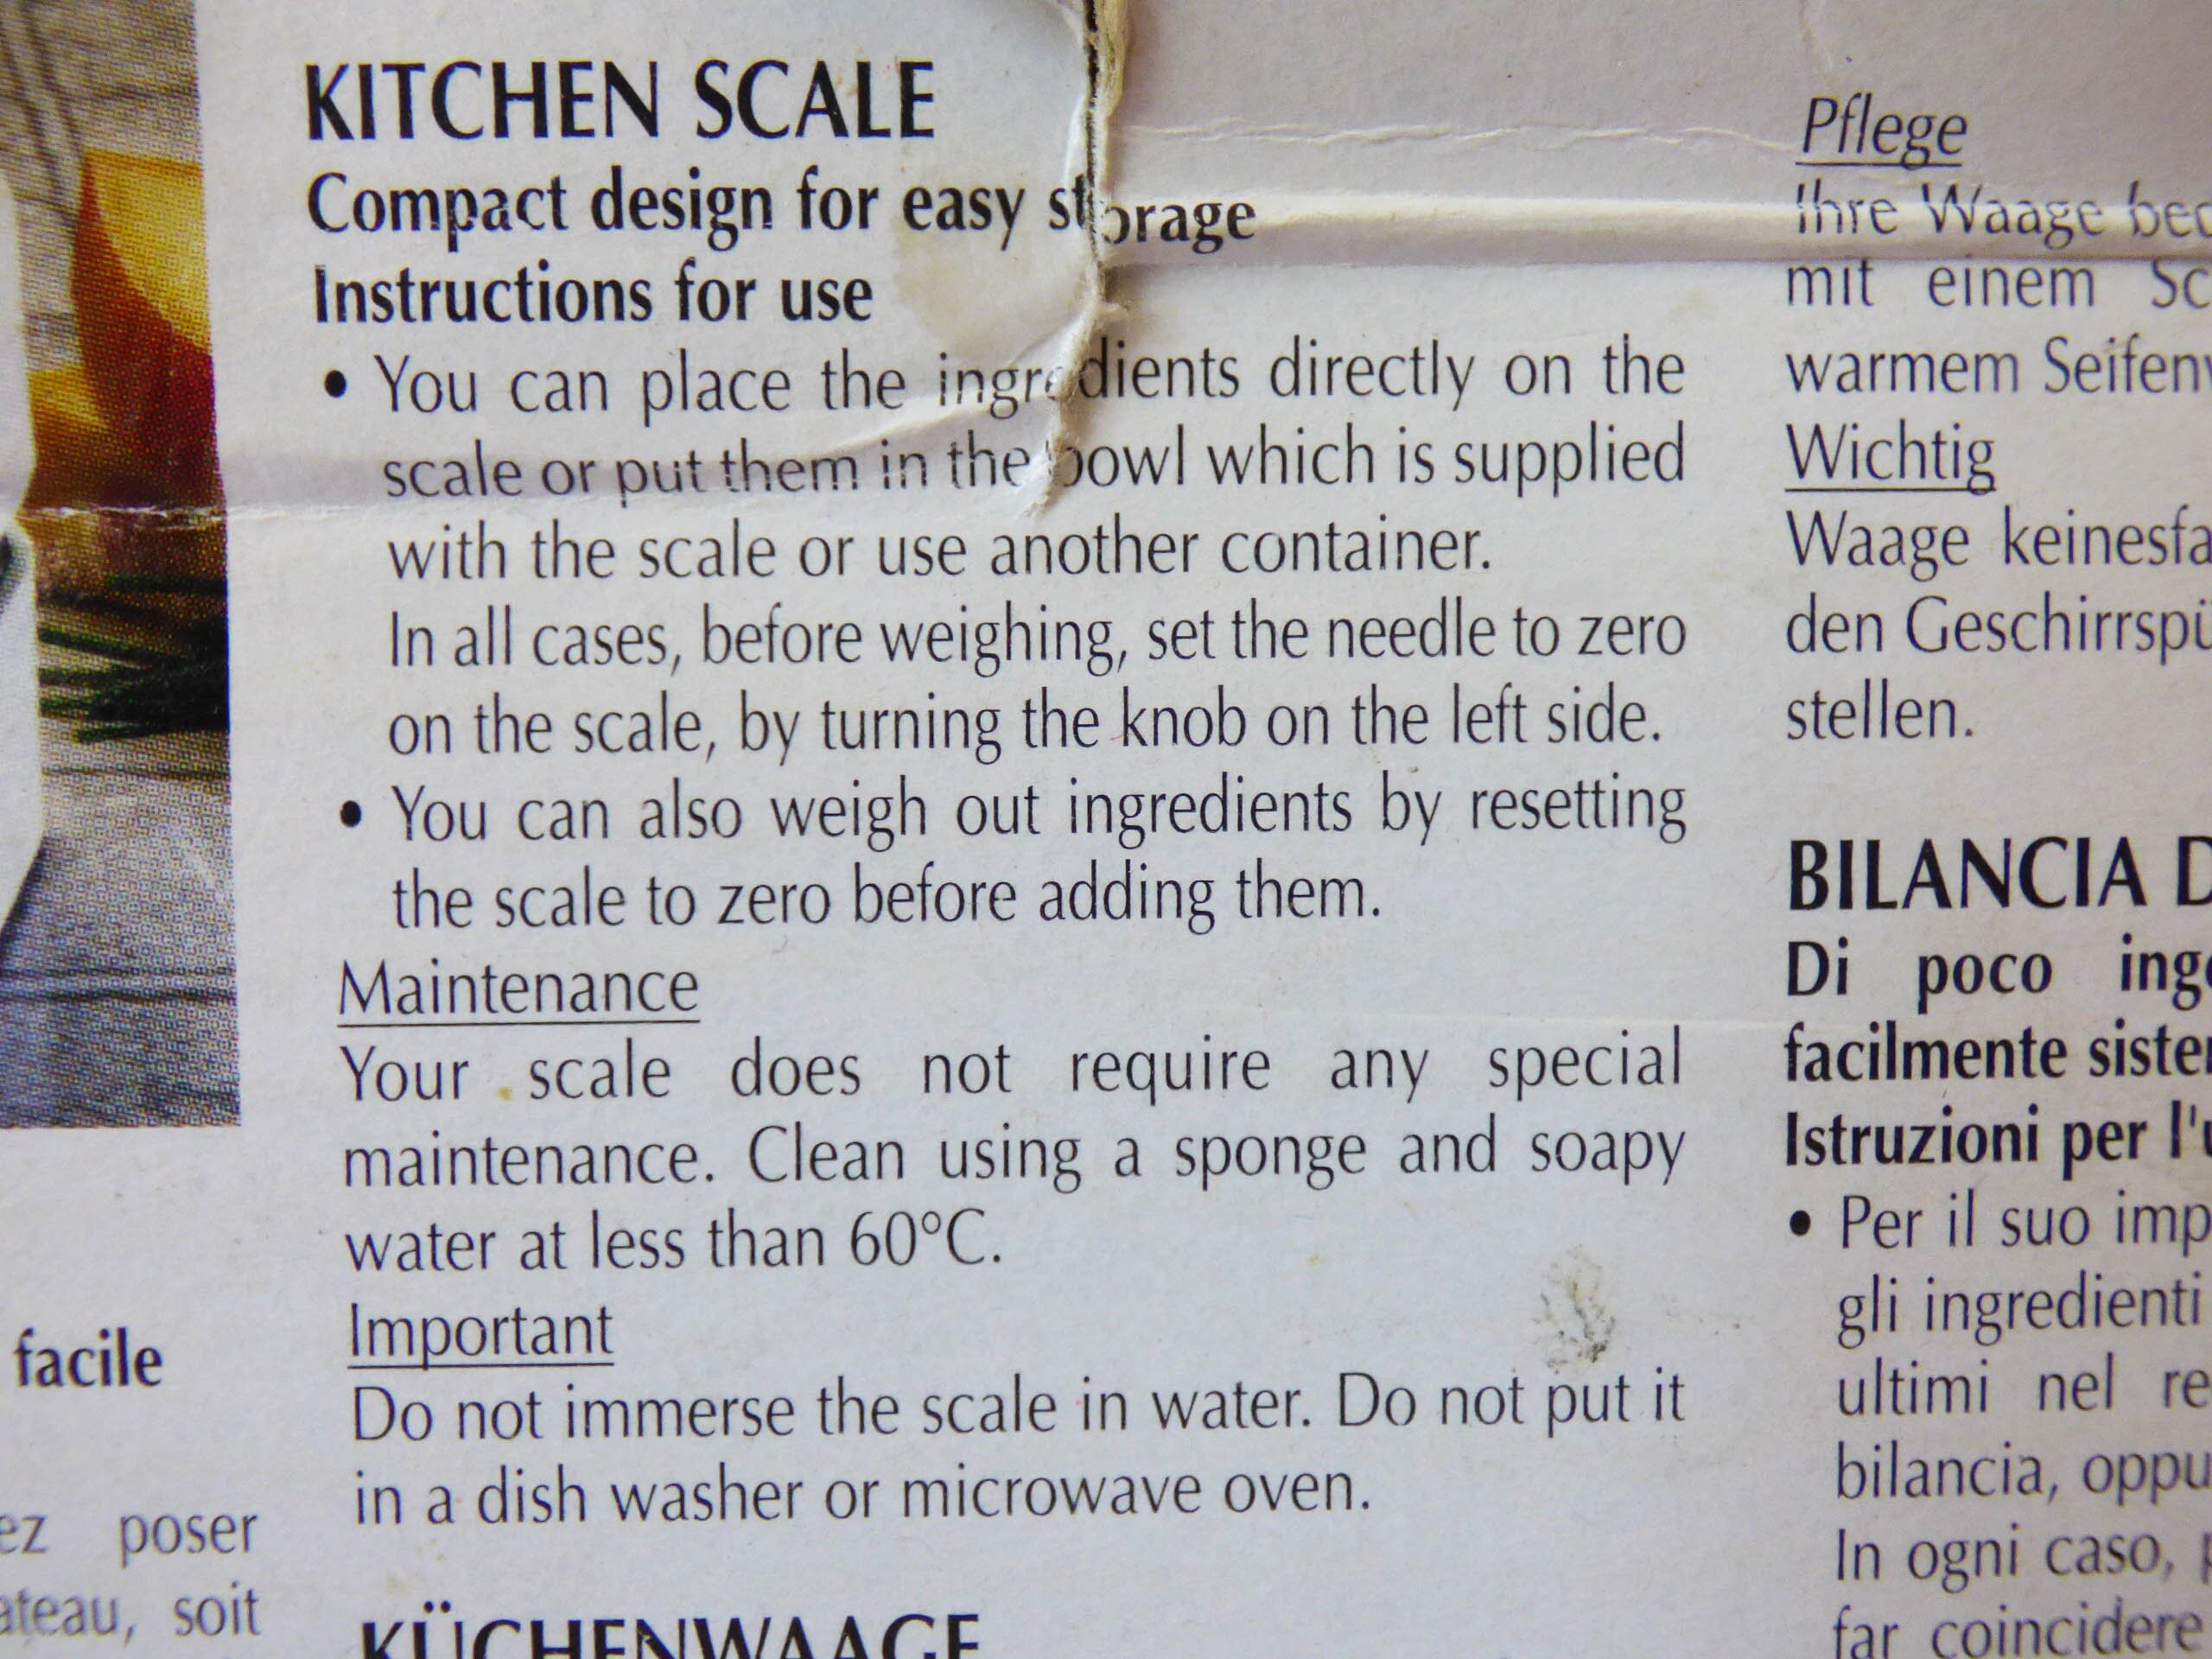 KITCHEN SCALE
Compact design for easy storage
Instructions for use
• You can place the ingredients directly on the
scale or put them in the bowl which is supplied
with the scale or use another container.
In all cases, before weighing, set the needle to zero
on the scale, by turning the knob on the left side.
• You can also weigh out ingredients by resetting
the scale to zero before adding them.
Maintenance
Your scale does not require any special
maintenance. Clean using a sponge and soapy
water at less than 60°C.
Important
Do not immerse the scale in water. Do not put it
in a dish washer or microwave oven.
KÜCHENWAAGE
facile
poser
soit
Pflege
Ihre Waage
mit einem
warmem
Wichtig
Waage
den
stellen.
BILANCIA
Di poco
facilmente
Istruzioni per
• Per il suo
gli ingredienti
ultimi nel
bilancia,
In ogni caso,
far coincidere